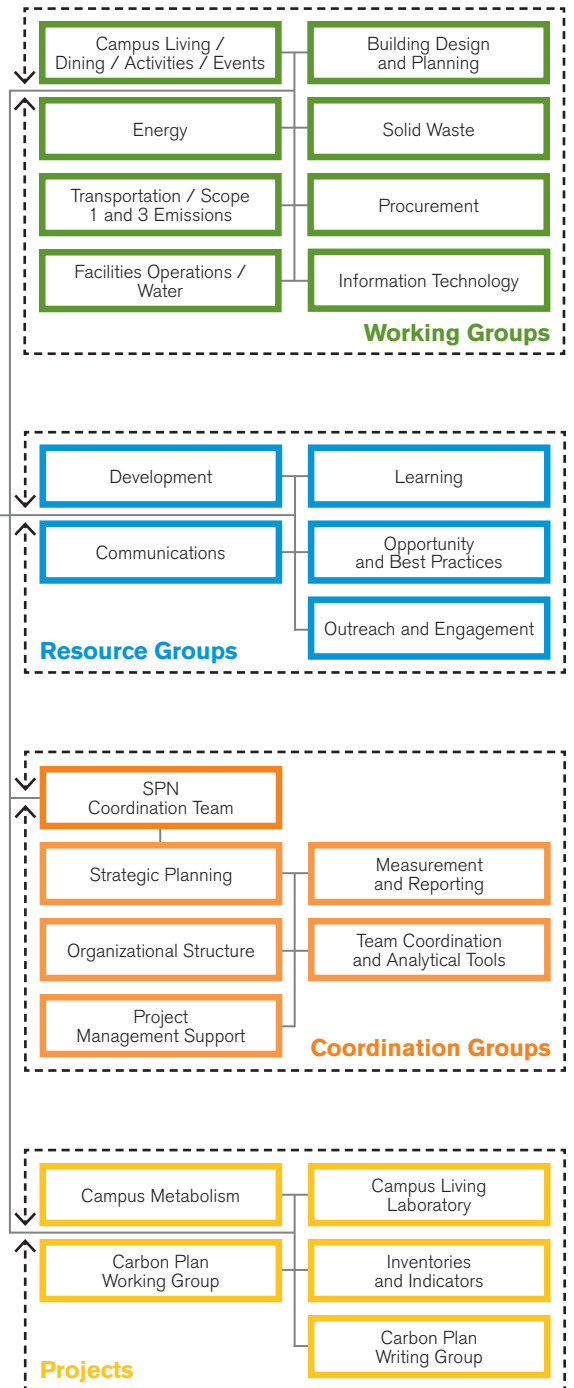 Campus Living /
Dining / Activities / Events
Building Design
and Planning
Energy
Solid Waste
Transportation / Scope
1 and 3 Emissions
Procurement
Facilities Operations /
Water
Information Technology
Working Groups
Development
Learning
Communications
Opportunity
and Best Practices
Outreach and Engagement
Resource Groups
SPN
Coordination Team
Strategic Planning
Measurement
and Reporting
Organizational Structure
Team Coordination
and Analytical Tools
Project
Management Support
Coordination Groups
Campus Metabolism
Campus Living
Laboratory
Carbon Plan
Working Group
Inventories
and Indicators
Carbon Plan
Writing Group
Projects